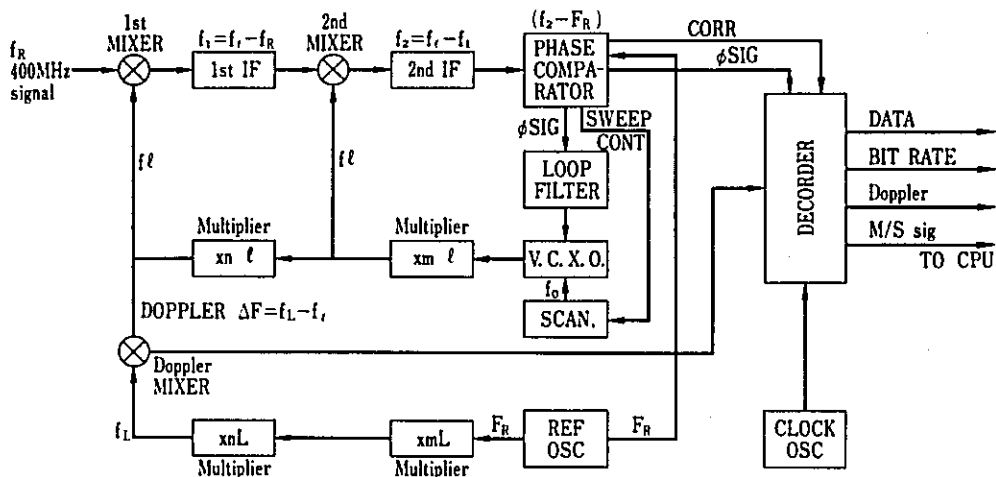 1st
MIXER
f₁=fₗ−f_R
2nd
MIXER
f₂=fₗ−f₁
(f₂−F_R)
f_R
400MHz
signal
1st IF
2nd IF
PHASE
COMPA-
RATOR
CORR
φSIG
φSIG
SWEEP
CONT
fℓ
fℓ
LOOP
FILTER
DECORDER
DATA
BIT RATE
Doppler
M/S sig
TO CPU
Multiplier
xn ℓ
Multiplier
xm ℓ
V.C.X.O.
f₀
SCAN.
DOPPLER ΔF=f_L−fₗ
Doppler
MIXER
f_L
xnL
Multiplier
xmL
Multiplier
F_R
REF
OSC
F_R
CLOCK
OSC